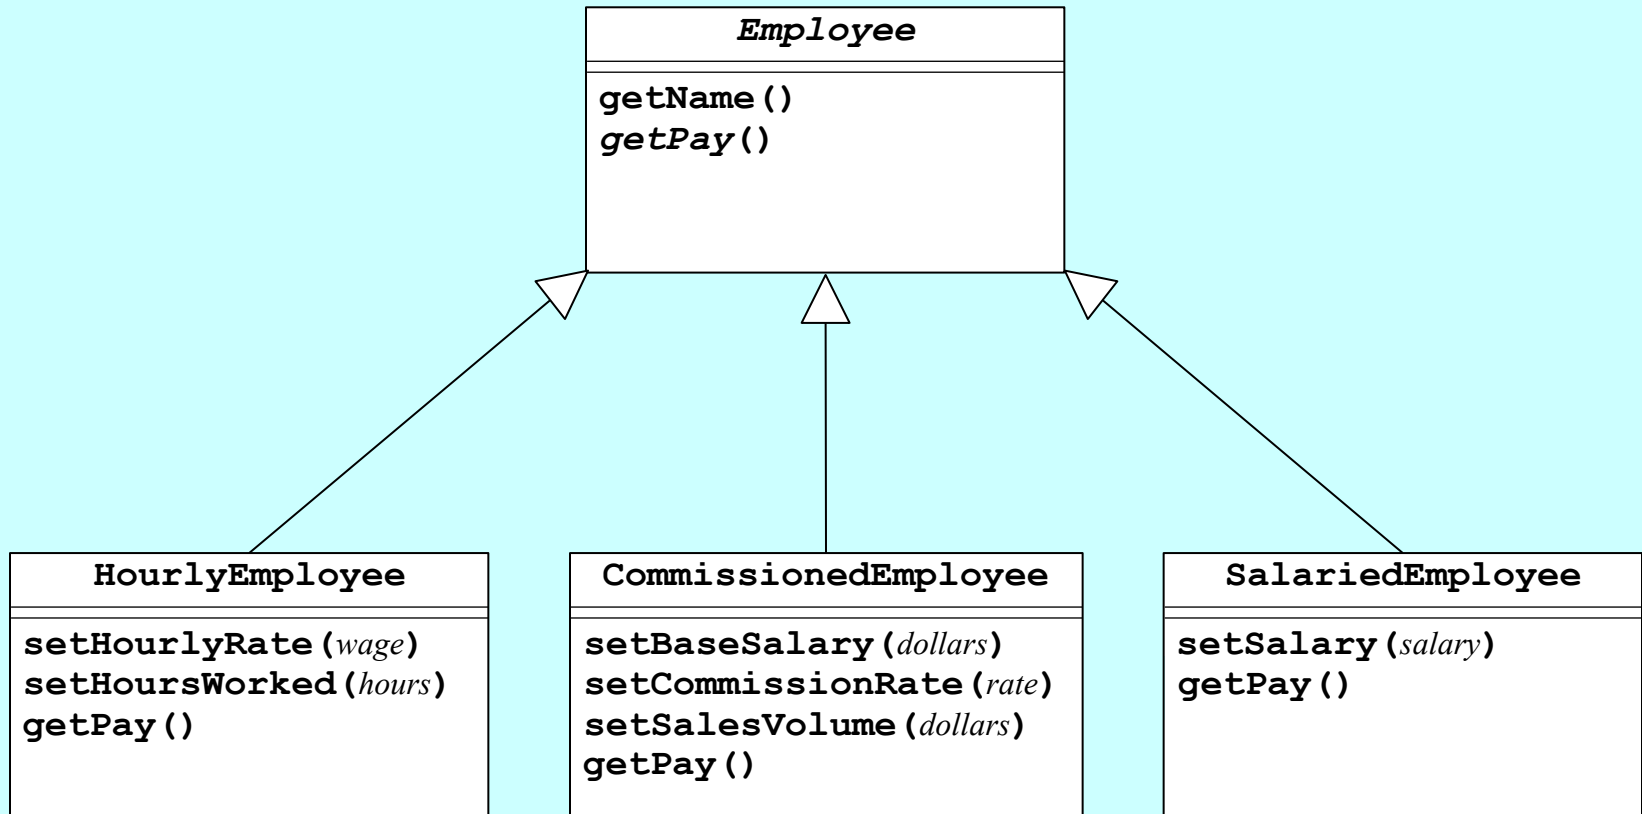 Employee
getName()
getPay()
HourlyEmployee
setHourlyRate(wage)
setHoursWorked(hours)
getPay()
CommissionedEmployee
setBaseSalary(dollars)
setCommissionRate(rate)
setSalesVolume(dollars)
getPay()
SalariedEmployee
setSalary(salary)
getPay()